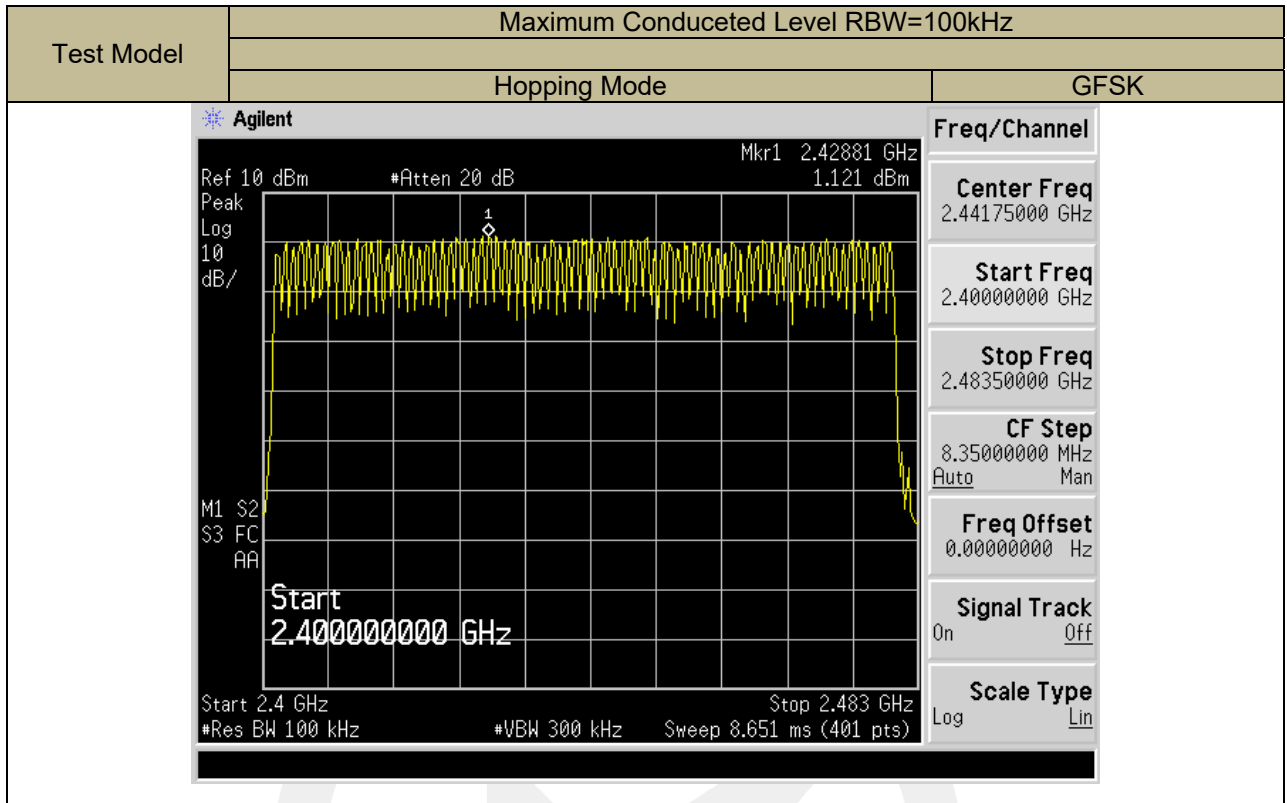 Test Model
Maximum Conduceted Level RBW=100kHz
Hopping Mode
GFSK
Agilent
Mkr1 2.42881 GHz
Ref 10 dBm #Atten 20 dB 1.121 dBm
Peak
Log
10
dB/
1
M1 S2
S3 FC
AA
Start
2.400000000 GHz
Start 2.4 GHz Stop 2.483 GHz
#Res BW 100 kHz #VBW 300 kHz Sweep 8.651 ms (401 pts)
Freq/Channel
Center Freq
2.44175000 GHz
Start Freq
2.40000000 GHz
Stop Freq
2.48350000 GHz
CF Step
8.35000000 MHz
Auto Man
Freq Offset
0.00000000 Hz
Signal Track
On Off
Scale Type
Log Lin